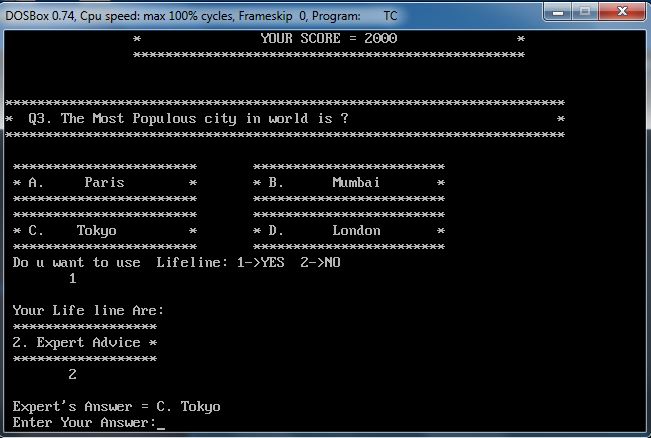 DOSBox 0.74, Cpu speed: max 100% cycles, Frameskip 0, Program: TC
* YOUR SCORE = 2000 *
***************************************************
*************************************************************************
* Q3. The Most Populous city in world is ? *
*************************************************************************
************************ *************************
* A. Paris * * B. Mumbai *
************************ *************************
************************ *************************
* C. Tokyo * * D. London *
************************ *************************
Do u want to use Lifeline: 1->YES 2->NO
1
Your Life line Are:
*******************
2. Expert Advice *
*******************
2
Expert's Answer = C. Tokyo
Enter Your Answer:_